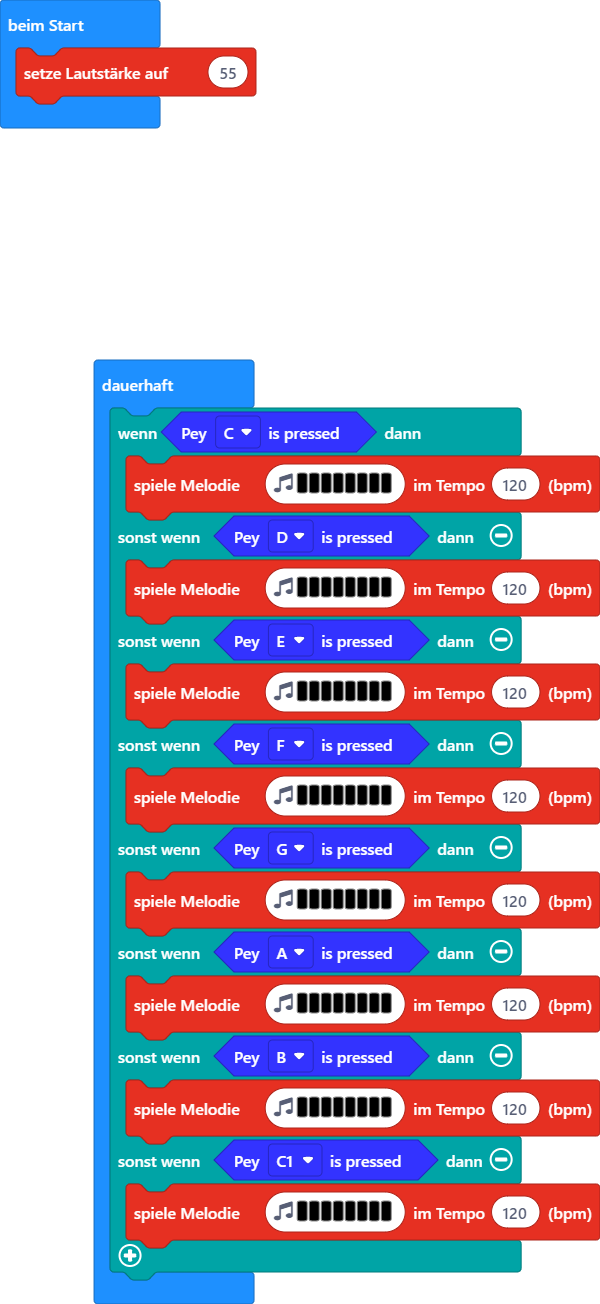 beim Start
setze Lautstärke auf 55
dauerhaft
wenn Pey C is pressed dann
spiele Melodie im Tempo 120 (bpm)
sonst wenn Pey D is pressed dann
spiele Melodie im Tempo 120 (bpm)
sonst wenn Pey E is pressed dann
spiele Melodie im Tempo 120 (bpm)
sonst wenn Pey F is pressed dann
spiele Melodie im Tempo 120 (bpm)
sonst wenn Pey G is pressed dann
spiele Melodie im Tempo 120 (bpm)
sonst wenn Pey A is pressed dann
spiele Melodie im Tempo 120 (bpm)
sonst wenn Pey B is pressed dann
spiele Melodie im Tempo 120 (bpm)
sonst wenn Pey C1 is pressed dann
spiele Melodie im Tempo 120 (bpm)